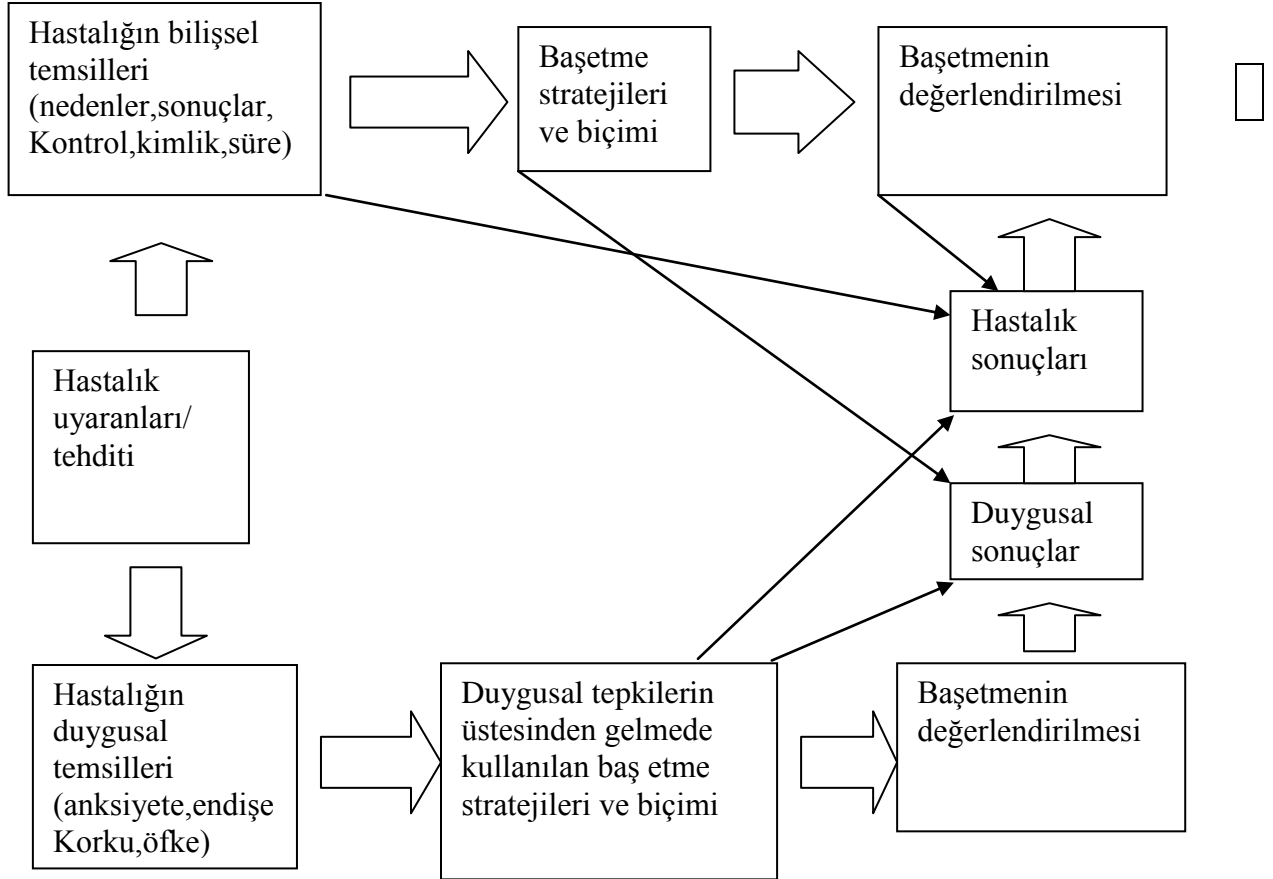 Hastalığın bilişsel
temsilleri
(nedenler,sonuçlar,
Kontrol,kimlik,süre)
Başetme
stratejileri
ve biçimi
Başetmenin
değerlendirilmesi
Hastalık
uyaranları/
tehditi
Hastalık
sonuçları
Duygusal
sonuçlar
Hastalığın
duygusal
temsilleri
(anksiyete,endişe
Korku,öfke)
Duygusal tepkilerin
üstesinden gelmede
kullanılan baş etme
stratejileri ve biçimi
Başetmenin
değerlendirilmesi